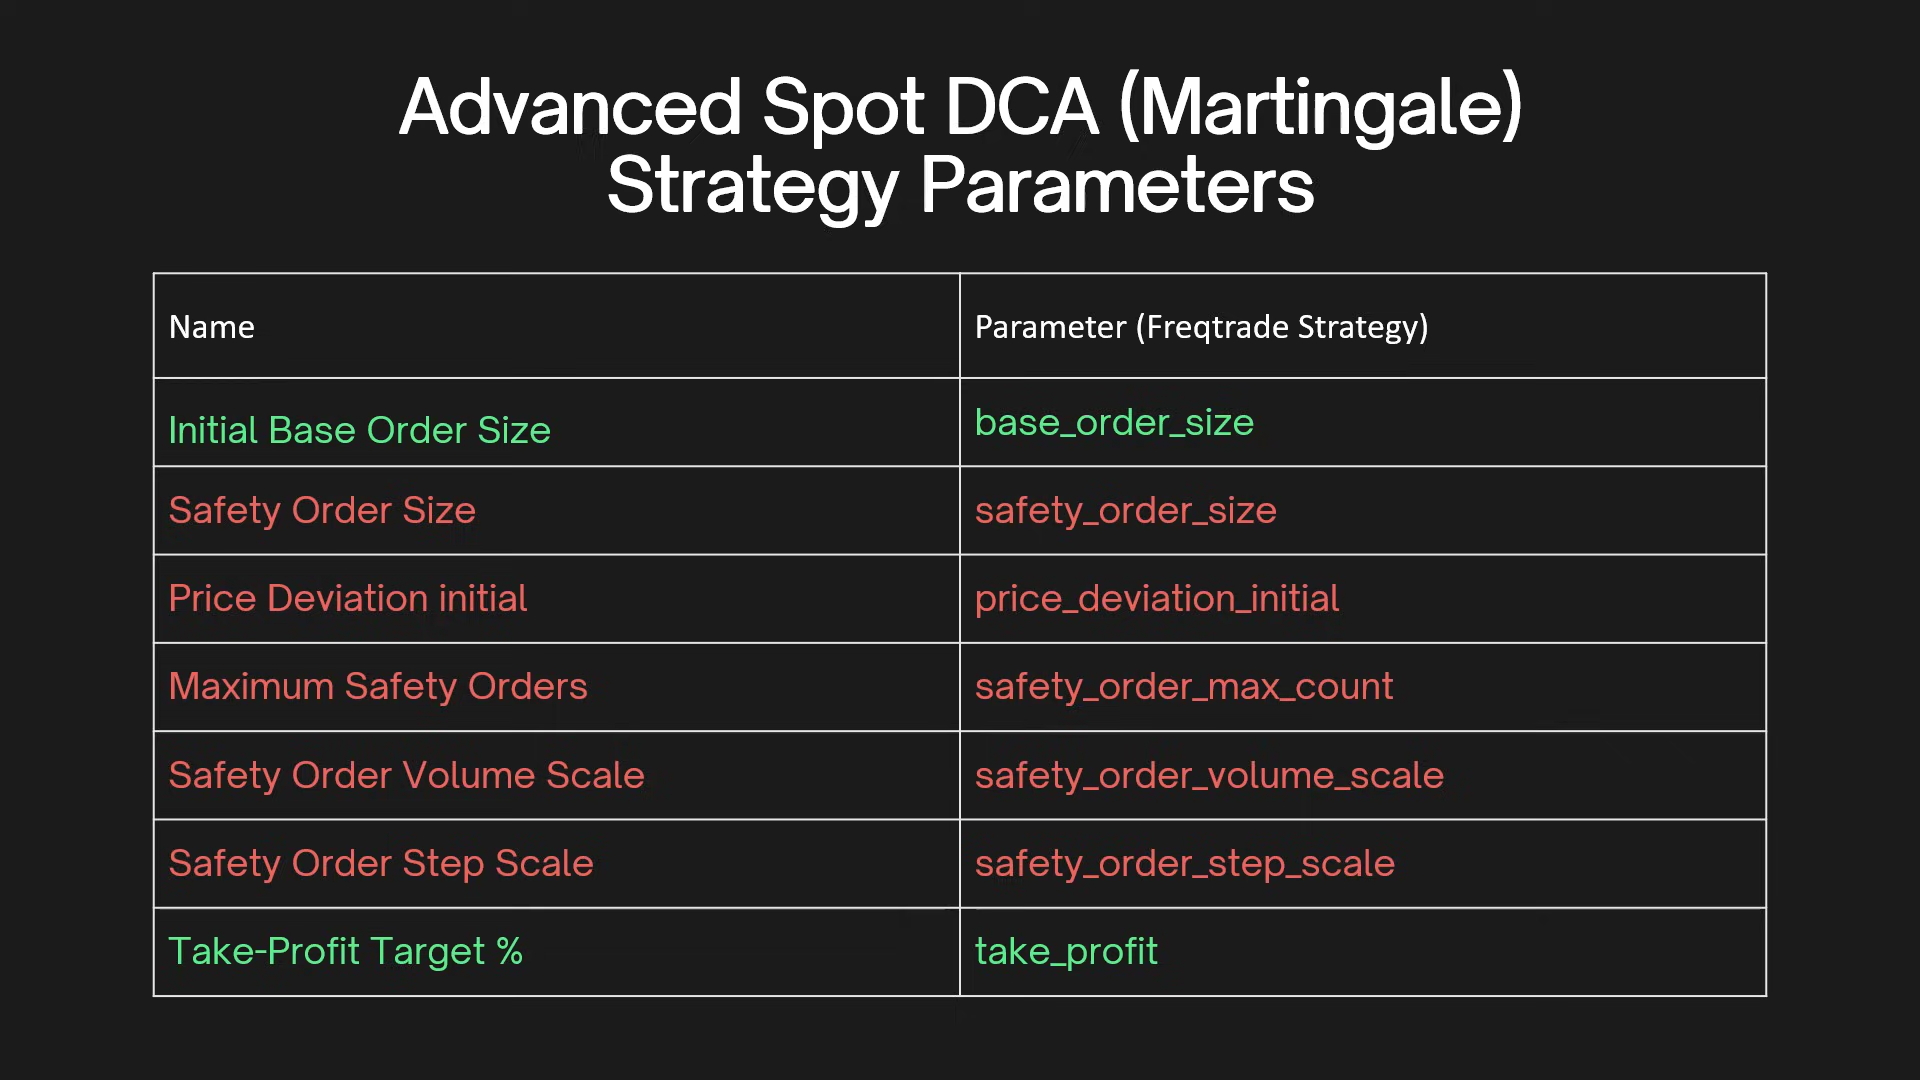 Advanced Spot DCA (Martingale)
Strategy Parameters
Name
Parameter (Freqtrade Strategy)
Initial Base Order Size
base_order_size
Safety Order Size
safety_order_size
Price Deviation initial
price_deviation_initial
Maximum Safety Orders
safety_order_max_count
Safety Order Volume Scale
safety_order_volume_scale
Safety Order Step Scale
safety_order_step_scale
Take-Profit Target %
take_profit